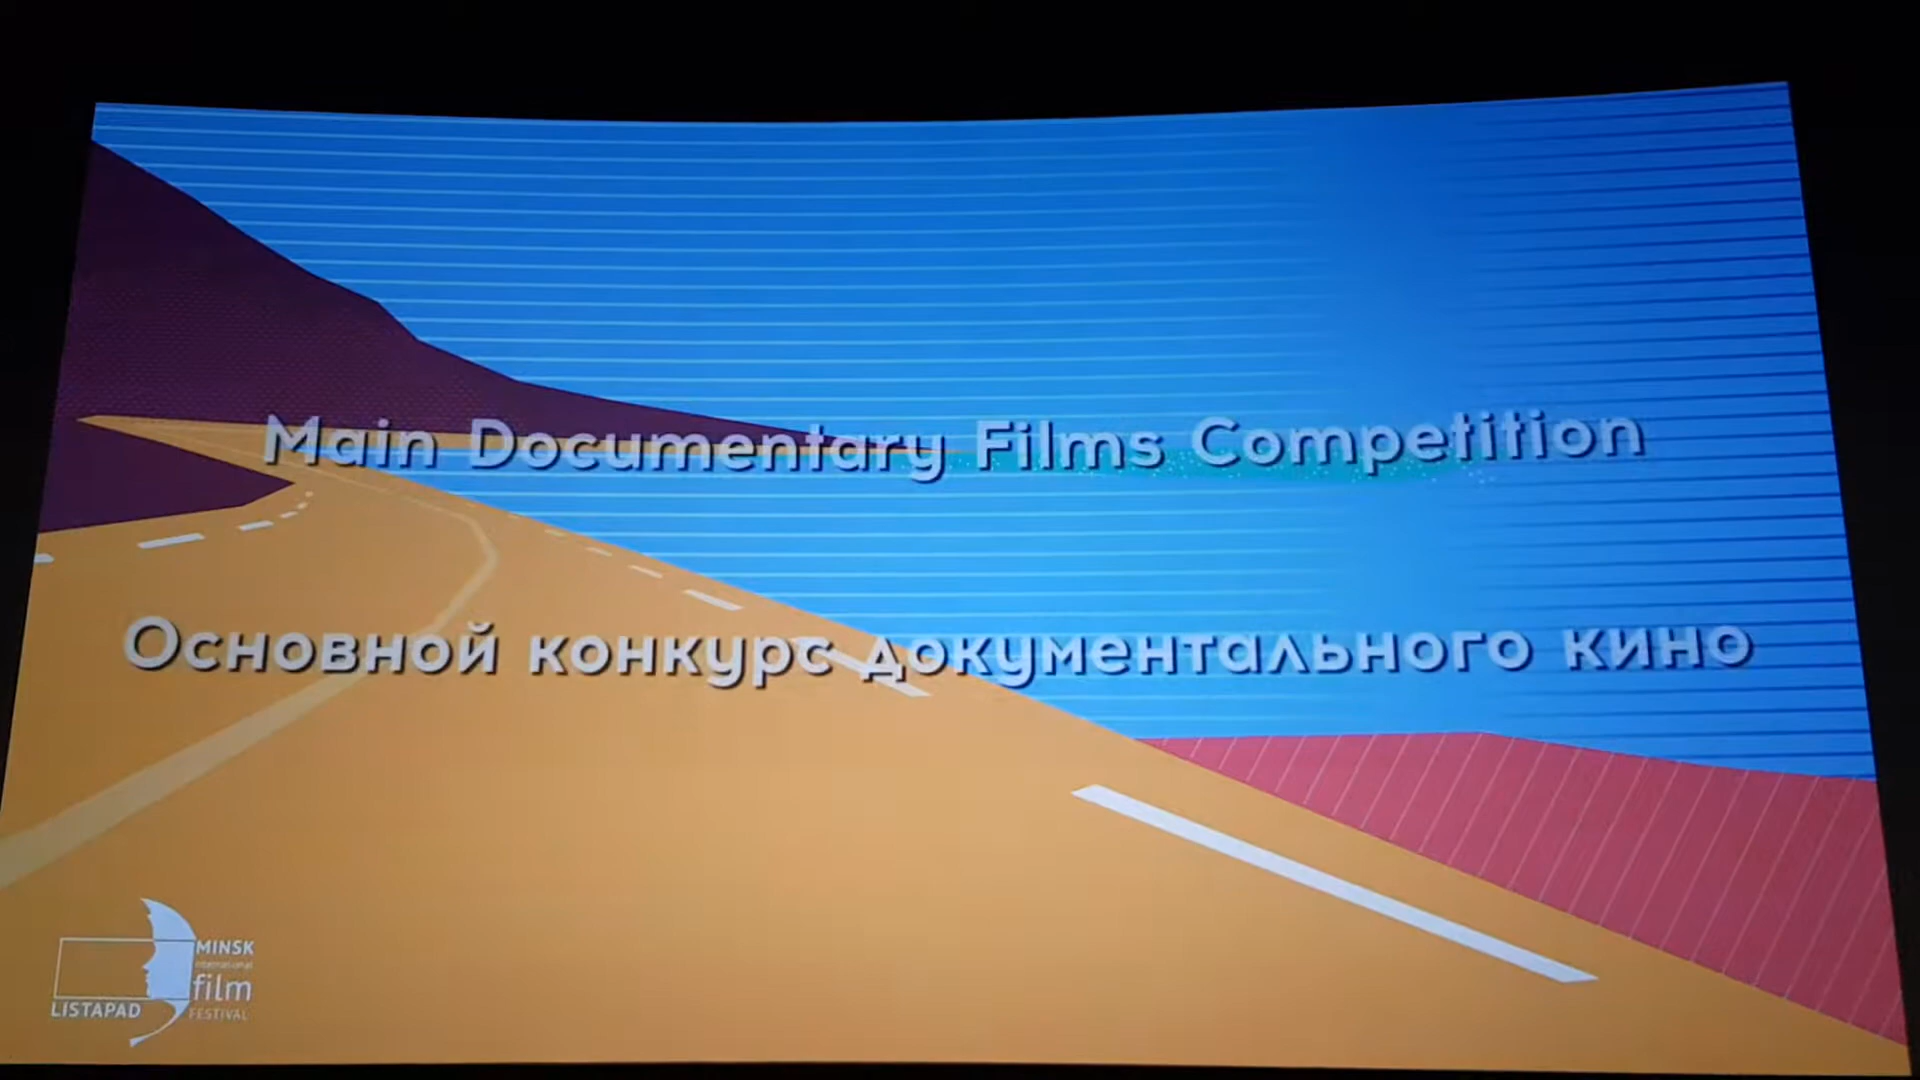 Main Documentary Films Competition
Основной конкурс документального кино
MINSK
international
film
LISTAPAD
FESTIVAL